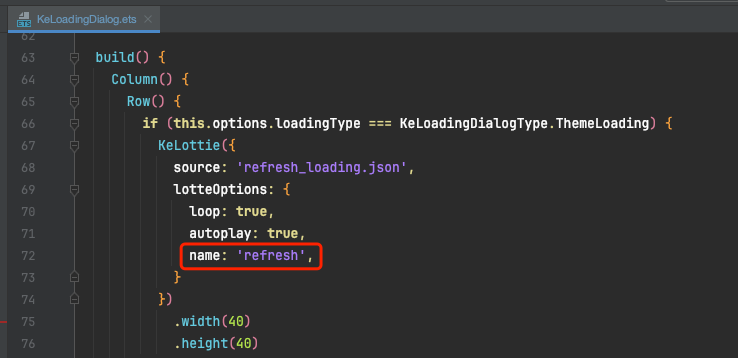 KeLoadingDialog.ets
62
63 build() {
64 Column() {
65 Row() {
66 if (this.options.loadingType === KeLoadingDialogType.ThemeLoading) {
67 KeLottie({
68 source: 'refresh_loading.json',
69 lotteOptions: {
70 loop: true,
71 autoplay: true,
72 name: 'refresh',
73 }
74 })
75 .width(40)
76 .height(40)